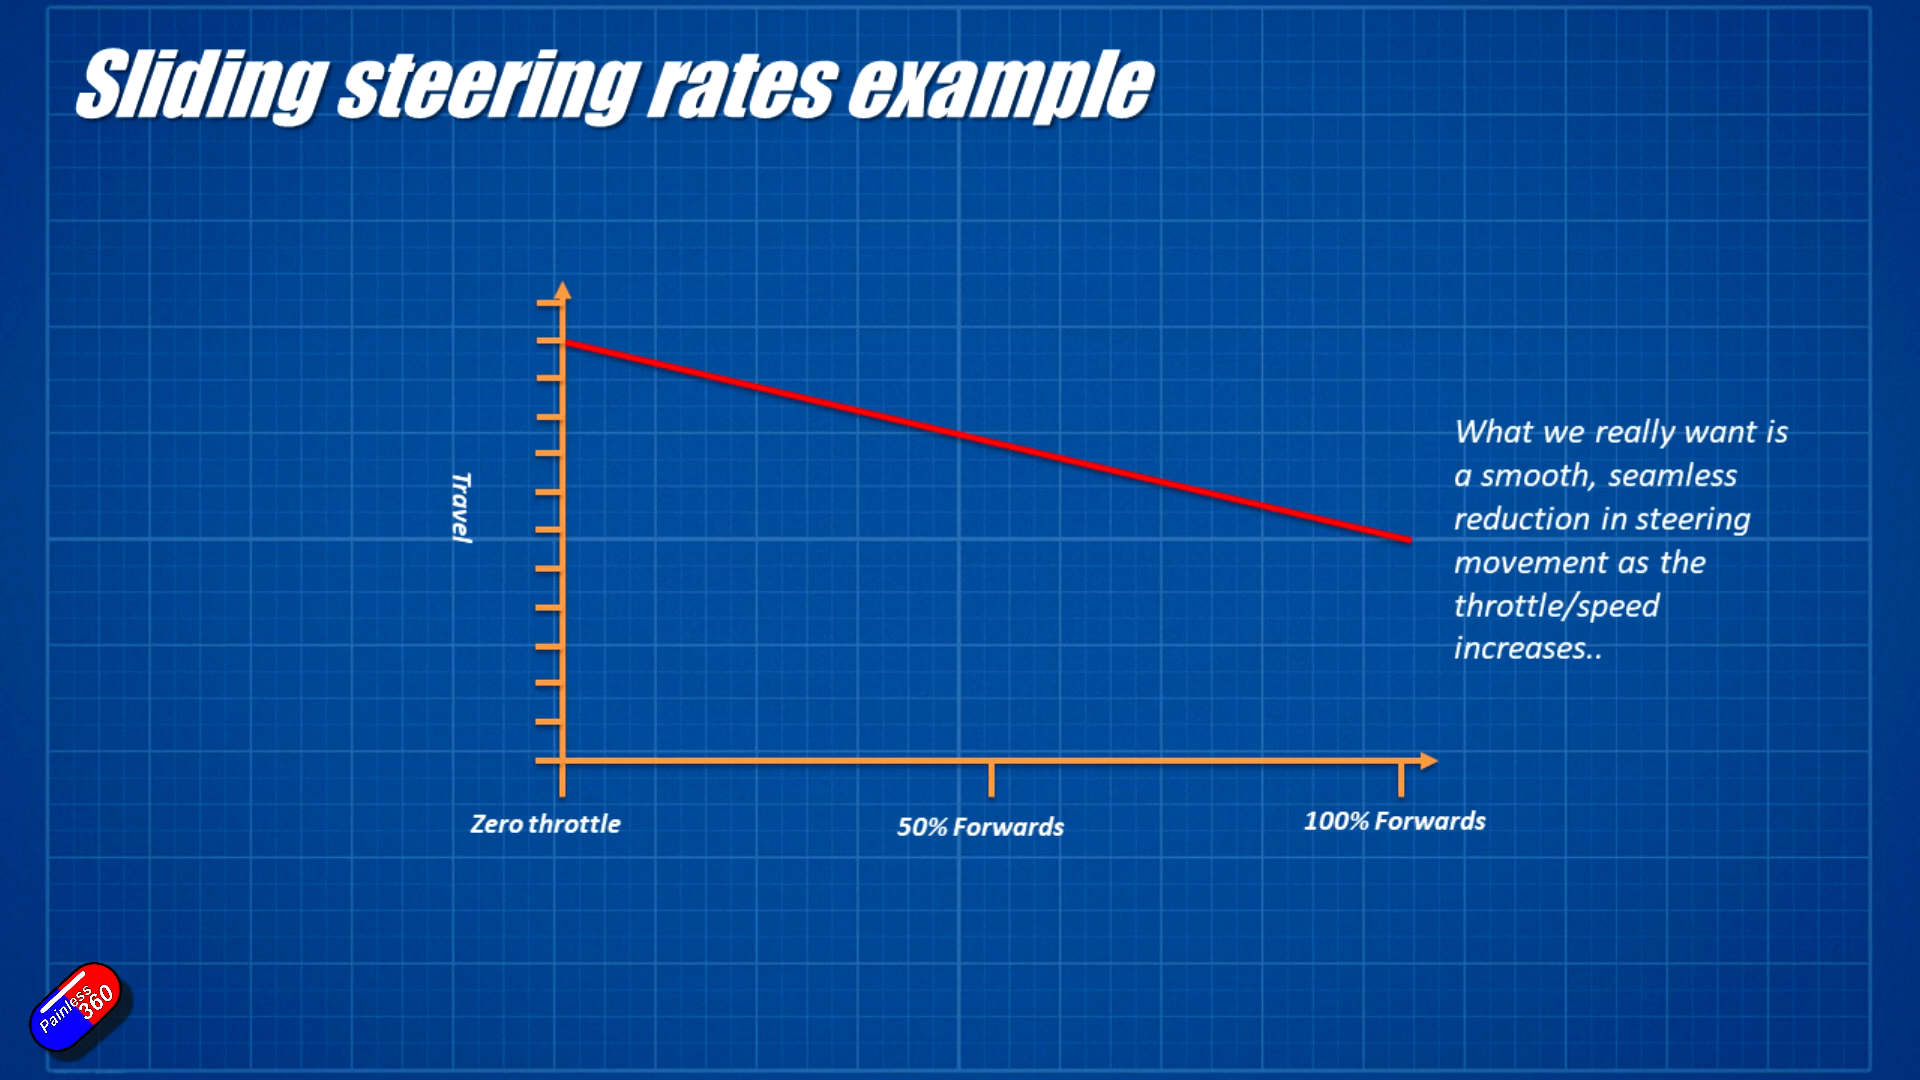 Sliding steering rates example
What we really want is
a smooth, seamless
reduction in steering
movement as the
throttle/speed
increases..
Travel
Zero throttle
50% Forwards
100% Forwards
Painless
360